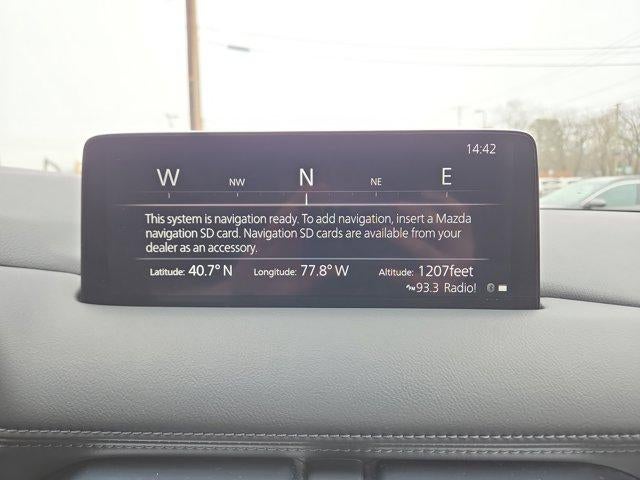 14:42
W NW N NE E
This system is navigation ready. To add navigation, insert a Mazda
navigation SD card. Navigation SD cards are available from your
dealer as an accessory.
Latitude: 40.7° N Longitude: 77.8° W Altitude: 1207feet
FM 93.3 Radio!